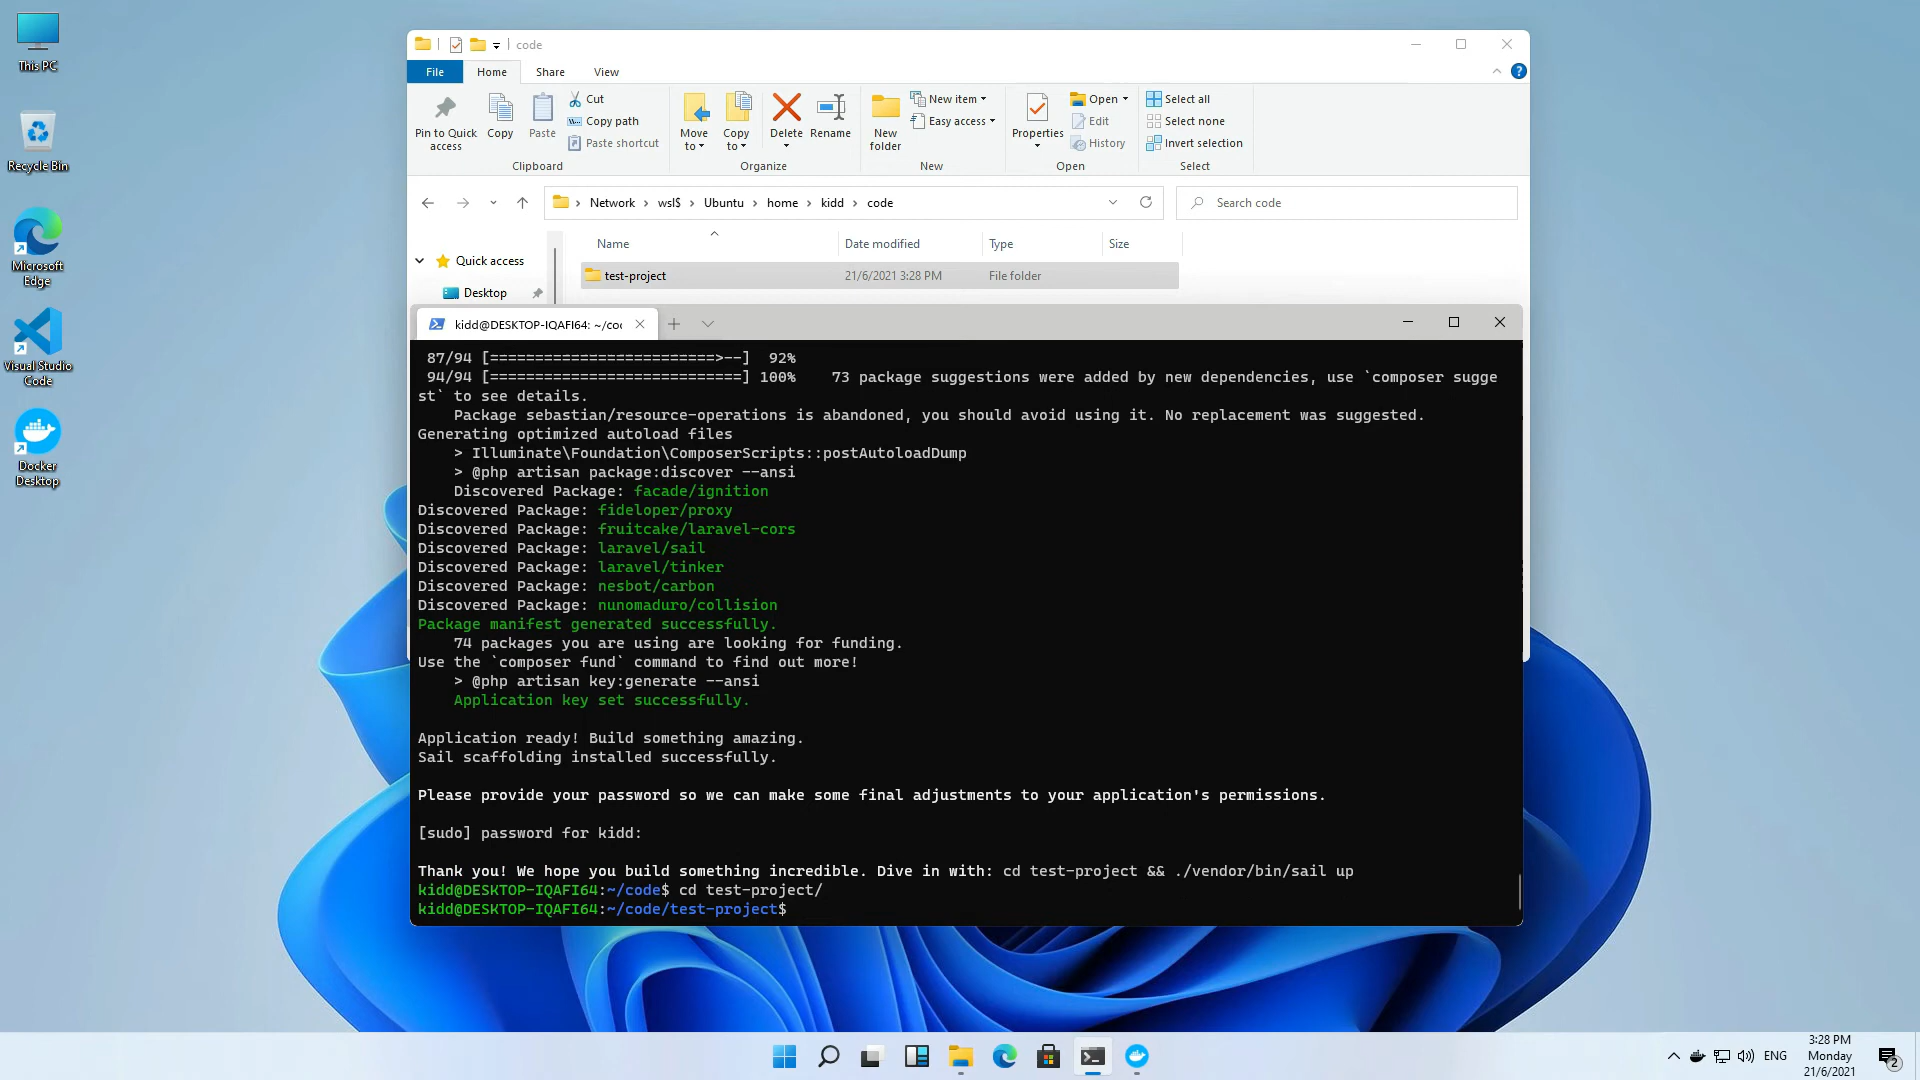 This PC
Recycle Bin
Microsoft
Edge
Visual Studio
Code
Docker
Desktop
code
File Home Share View
Pin to Quick
access
Copy
Paste
Cut
Copy path
Paste shortcut
Clipboard
Move
to
Copy
to
Delete
Rename
Organize
New
folder
New item
Easy access
New
Properties
Open
Edit
History
Open
Select all
Select none
Invert selection
Select
Network › wsl$ › Ubuntu › home › kidd › code
Search code
Quick access
Desktop
Name Date modified Type Size
test-project 21/6/2021 3:28 PM File folder
kidd@DESKTOP-IQAFI64: ~/co
87/94 [=========================>--]  92%
94/94 [============================] 100%    73 package suggestions were added by new dependencies, use `composer sugge
st` to see details.
Package sebastian/resource-operations is abandoned, you should avoid using it. No replacement was suggested.
Generating optimized autoload files
> Illuminate\Foundation\ComposerScripts::postAutoloadDump
> @php artisan package:discover --ansi
Discovered Package: facade/ignition
Discovered Package: fideloper/proxy
Discovered Package: fruitcake/laravel-cors
Discovered Package: laravel/sail
Discovered Package: laravel/tinker
Discovered Package: nesbot/carbon
Discovered Package: nunomaduro/collision
Package manifest generated successfully.
74 packages you are using are looking for funding.
Use the `composer fund` command to find out more!
> @php artisan key:generate --ansi
Application key set successfully.
Application ready! Build something amazing.
Sail scaffolding installed successfully.
Please provide your password so we can make some final adjustments to your application's permissions.
[sudo] password for kidd:
Thank you! We hope you build something incredible. Dive in with: cd test-project && ./vendor/bin/sail up
kidd@DESKTOP-IQAFI64:~/code$ cd test-project/
kidd@DESKTOP-IQAFI64:~/code/test-project$
ENG
3:28 PM
Monday
21/6/2021
2